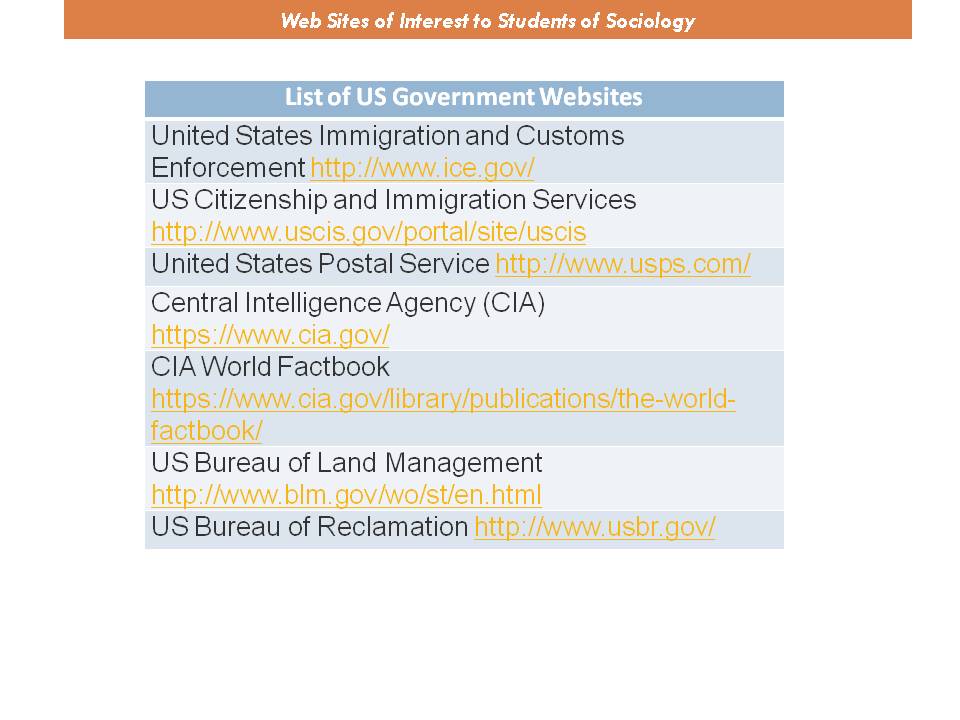 Web Sites of Interest to Students of Sociology
List of US Government Websites
United States Immigration and Customs
Enforcement http://www.ice.gov/
US Citizenship and Immigration Services
http://www.uscis.gov/portal/site/uscis
United States Postal Service http://www.usps.com/
Central Intelligence Agency (CIA)
https://www.cia.gov/
CIA World Factbook
https://www.cia.gov/library/publications/the-world-
factbook/
US Bureau of Land Management
http://www.blm.gov/wo/st/en.html
US Bureau of Reclamation http://www.usbr.gov/